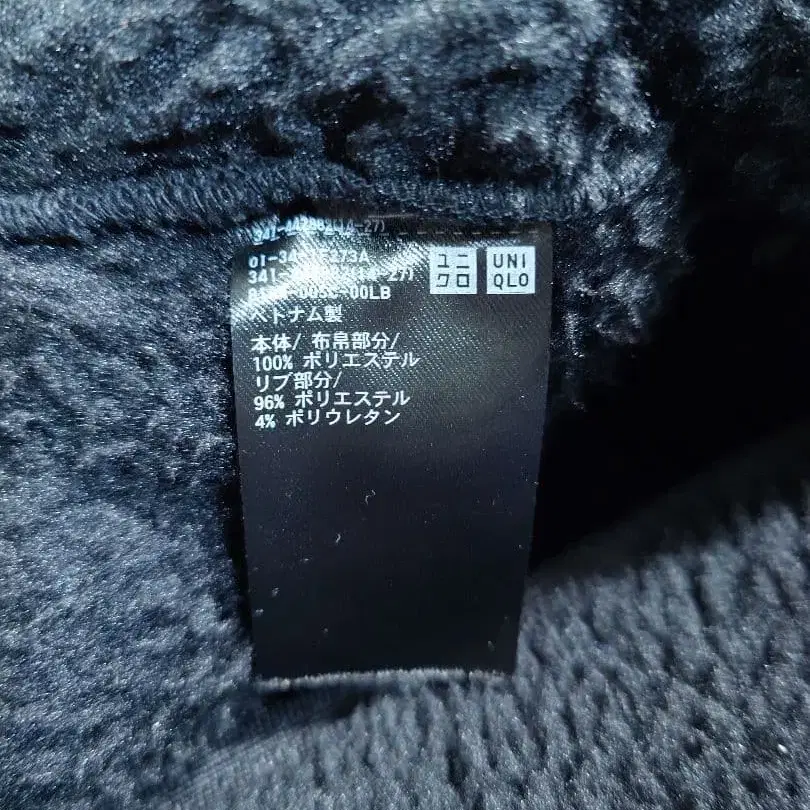 ユニ
クロ
UNI
QLO
(14-27)
ベトナム製
本体/ 布帛部分/
100% ポリエステル
リブ部分/
96% ポリエステル
4% ポリウレタン